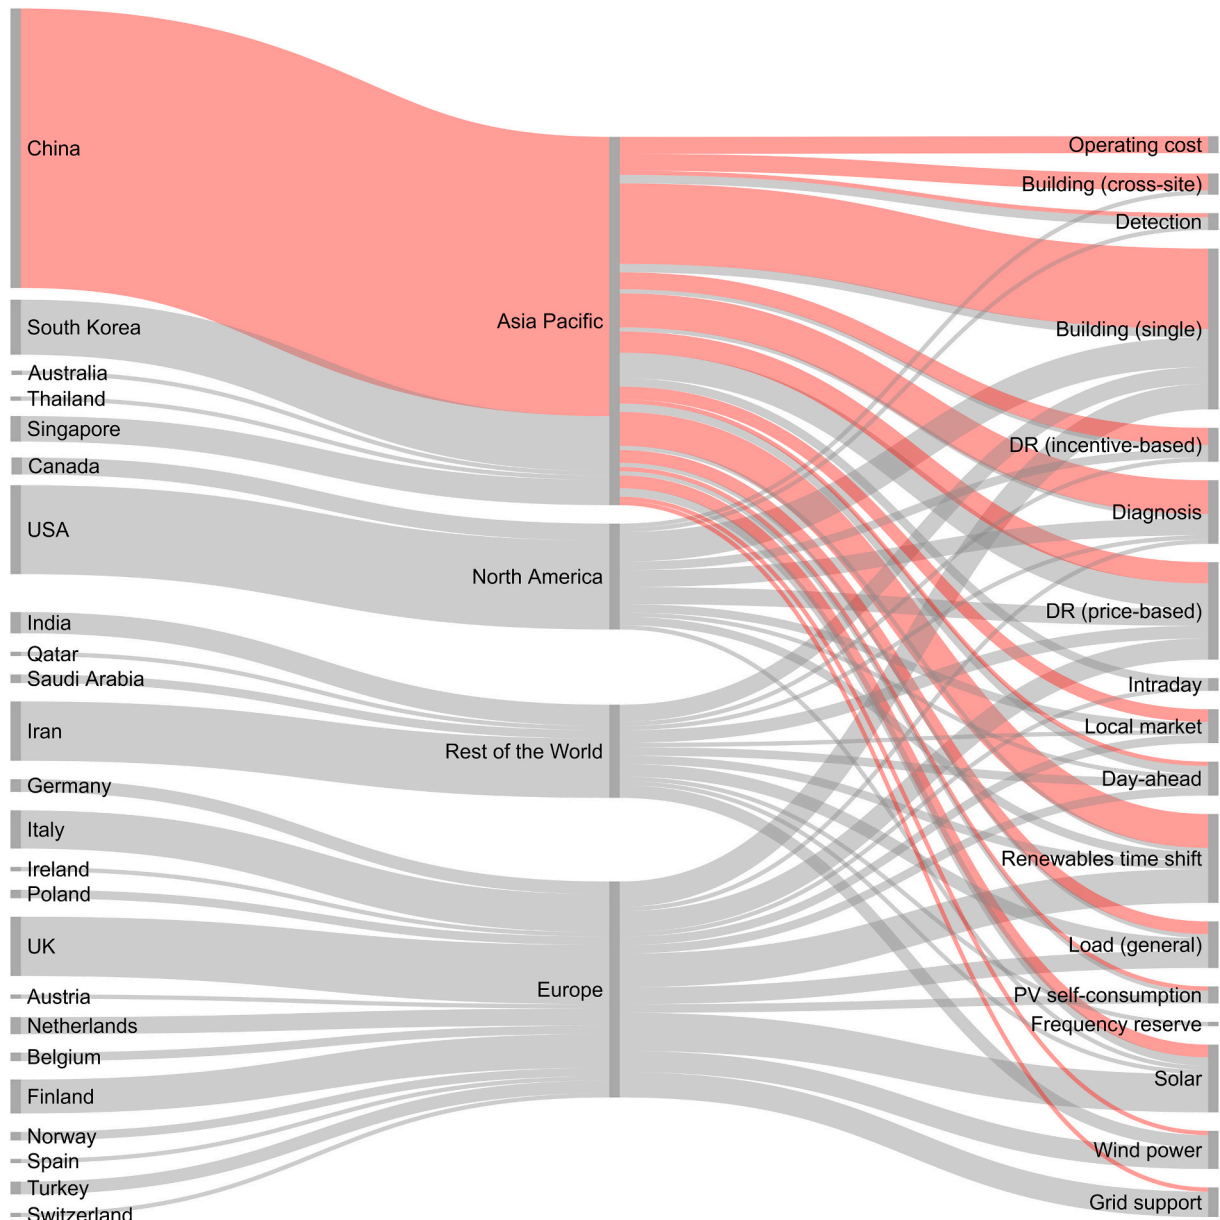 China
South Korea
Australia
Thailand
Singapore
Canada
USA
India
Qatar
Saudi Arabia
Iran
Germany
Italy
Ireland
Poland
UK
Austria
Netherlands
Belgium
Finland
Norway
Spain
Turkey
Switzerland
Asia Pacific
North America
Rest of the World
Europe
Operating cost
Building (cross-site)
Detection
Building (single)
DR (incentive-based)
Diagnosis
DR (price-based)
Intraday
Local market
Day-ahead
Renewables time shift
Load (general)
PV self-consumption
Frequency reserve
Solar
Wind power
Grid support